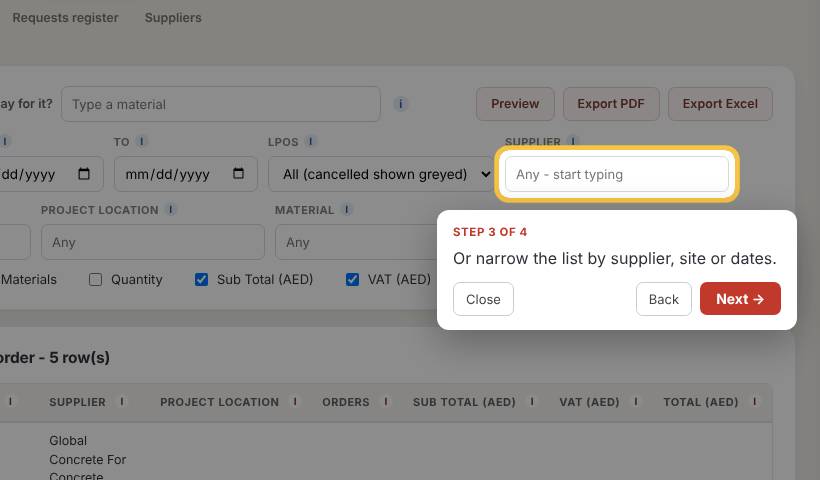 Requests register Suppliers
ay for it? Type a material i Preview Export PDF Export Excel
I TO I LPOS I SUPPLIER I
dd/yyyy mm/dd/yyyy All (cancelled shown greyed) Any - start typing
PROJECT LOCATION I MATERIAL I
Any Any
STEP 3 OF 4
Or narrow the list by supplier, site or dates.
Materials Quantity Sub Total (AED) VAT (AED)
Close Back Next →
order - 5 row(s)
I SUPPLIER I PROJECT LOCATION I ORDERS I SUB TOTAL (AED) I VAT (AED) I TOTAL (AED) I
Global
Concrete For
Concrete